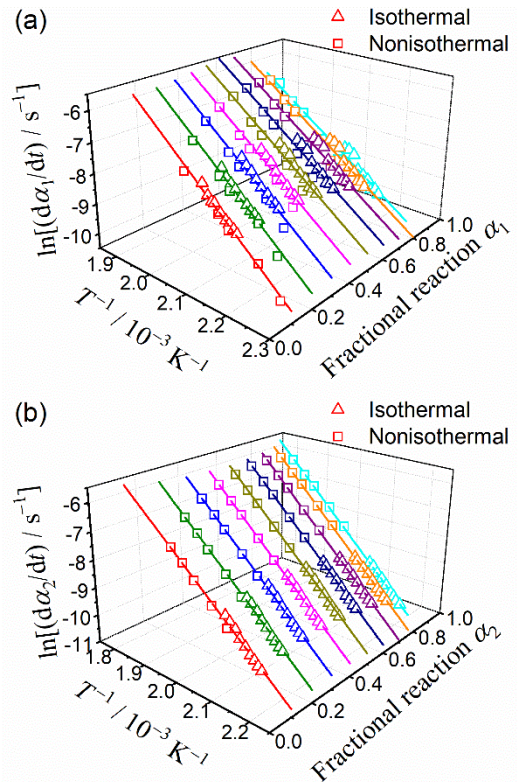 (a)
Isothermal
Nonisothermal
-6
-7
-8
-9
-10
ln[(dα₁/dt) / s⁻¹]
1.9
2.0
2.1
2.2
2.3
T⁻¹ / 10⁻³ K⁻¹
0.0
0.2
0.4
0.6
0.8
1.0
Fractional reaction α₁
(b)
Isothermal
Nonisothermal
-6
-7
-8
-9
-10
-11
ln[(dα₂/dt) / s⁻¹]
1.8
1.9
2.0
2.1
2.2
T⁻¹ / 10⁻³ K⁻¹
0.0
0.2
0.4
0.6
0.8
1.0
Fractional reaction α₂